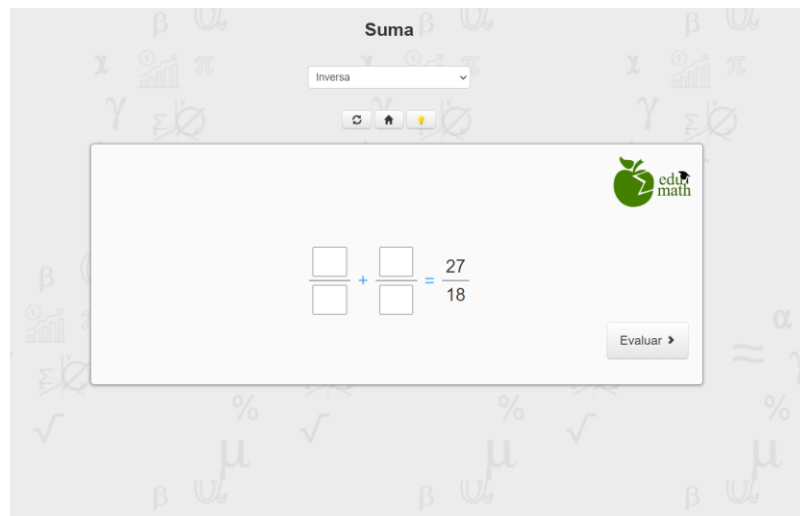 Suma
Inversa
edu
math
+ = 27
18
Evaluar